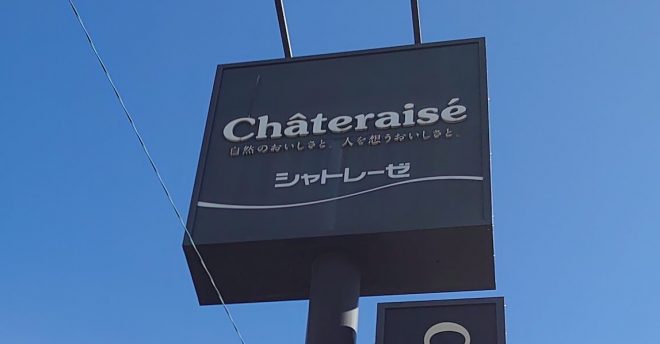 Châteraisé
自然のおいしさと、人を想うおいしさと。
シャトレーゼ